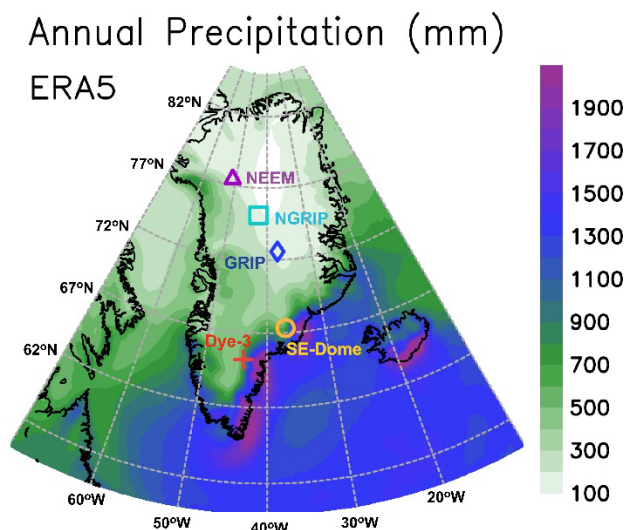 Annual Precipitation (mm)
ERA5
82°N
77°N
72°N
67°N
62°N
NEEM
NGRIP
GRIP
Dye-3
SE-Dome
60°W
50°W
40°W
30°W
20°W
1900
1700
1500
1300
1100
900
700
500
300
100